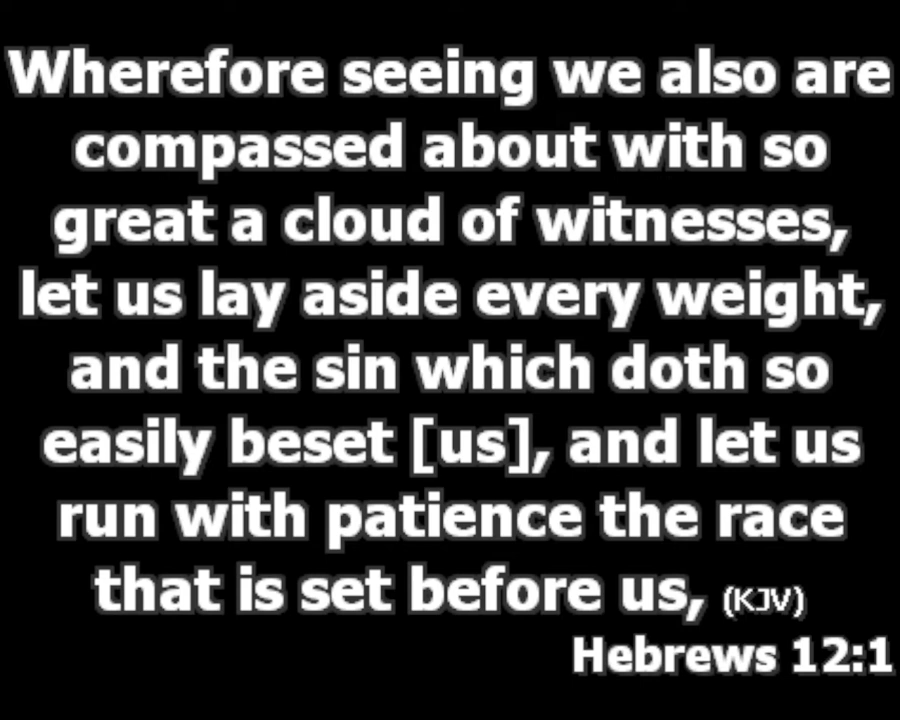 Wherefore seeing we also are
compassed about with so
great a cloud of witnesses,
let us lay aside every weight,
and the sin which doth so
easily beset [us], and let us
run with patience the race
that is set before us, (KJV)
Hebrews 12:1